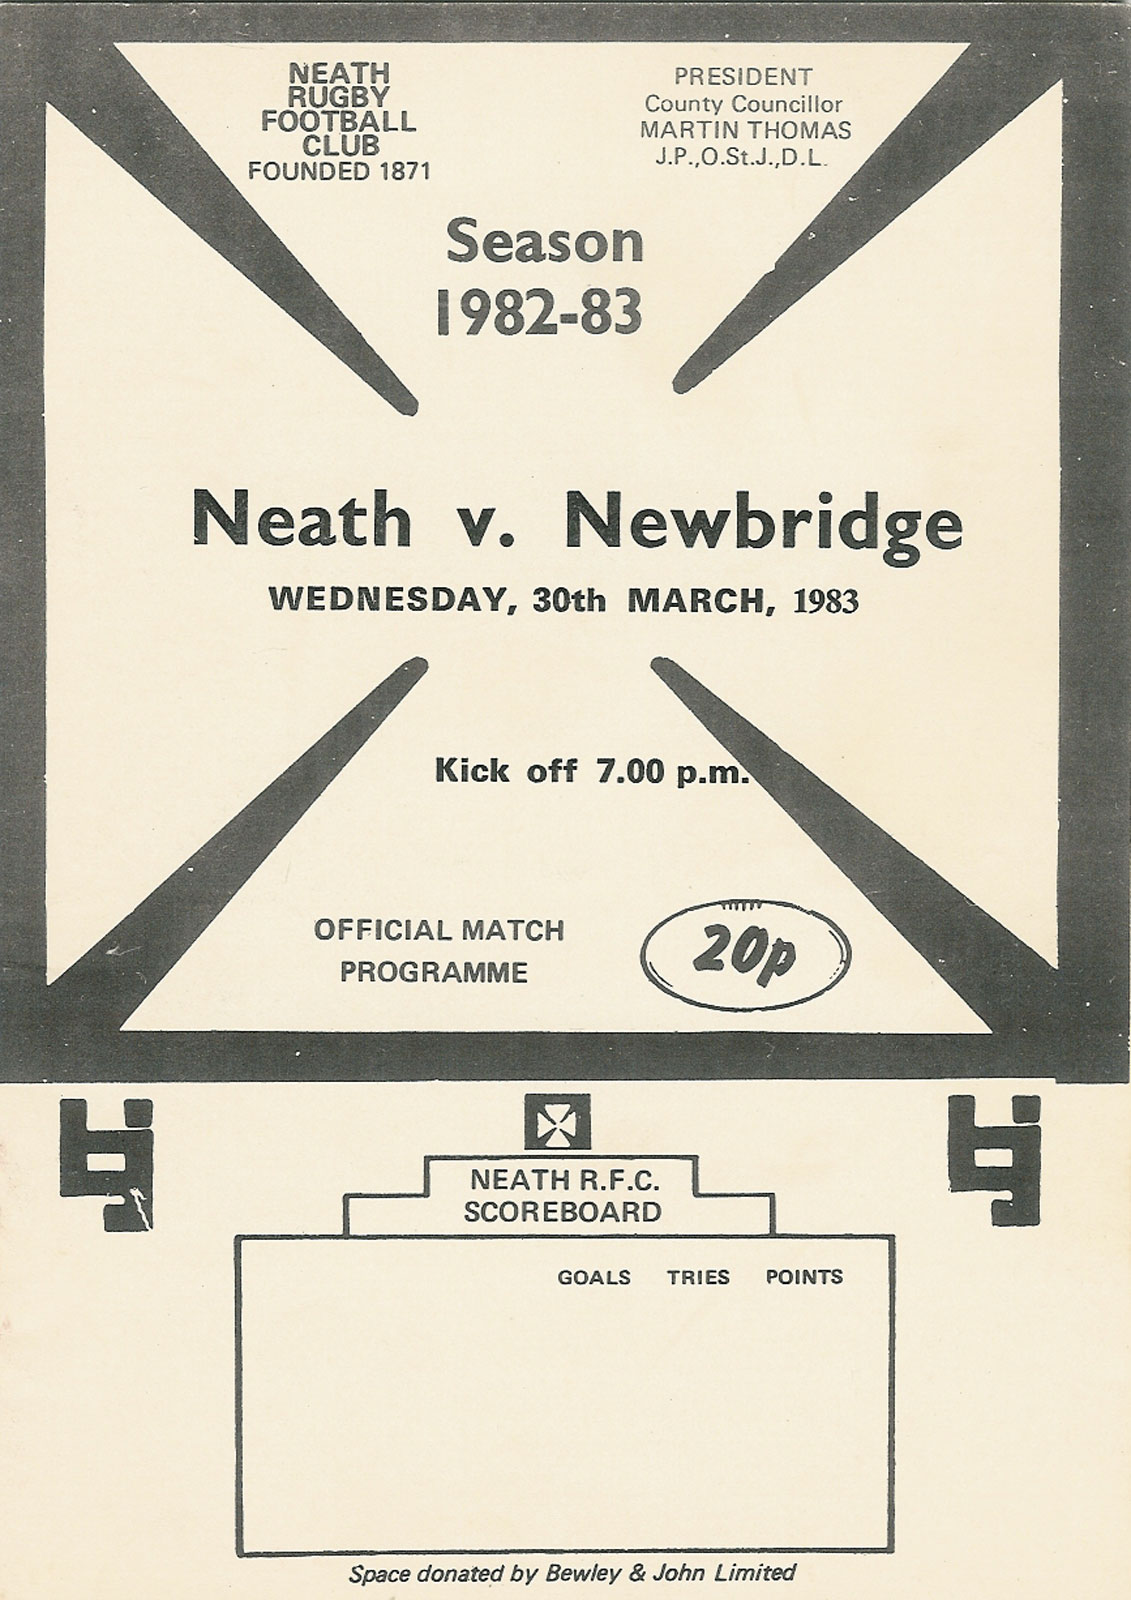 NEATH
RUGBY
FOOTBALL
CLUB
FOUNDED 1871
PRESIDENT
County Councillor
MARTIN THOMAS
J.P.,O.St.J.,D.L.
Season
1982-83
Neath v. Newbridge
WEDNESDAY, 30th MARCH, 1983
Kick off 7.00 p.m.
OFFICIAL MATCH
PROGRAMME
20p
NEATH R.F.C.
SCOREBOARD
GOALS TRIES POINTS
Space donated by Bewley & John Limited